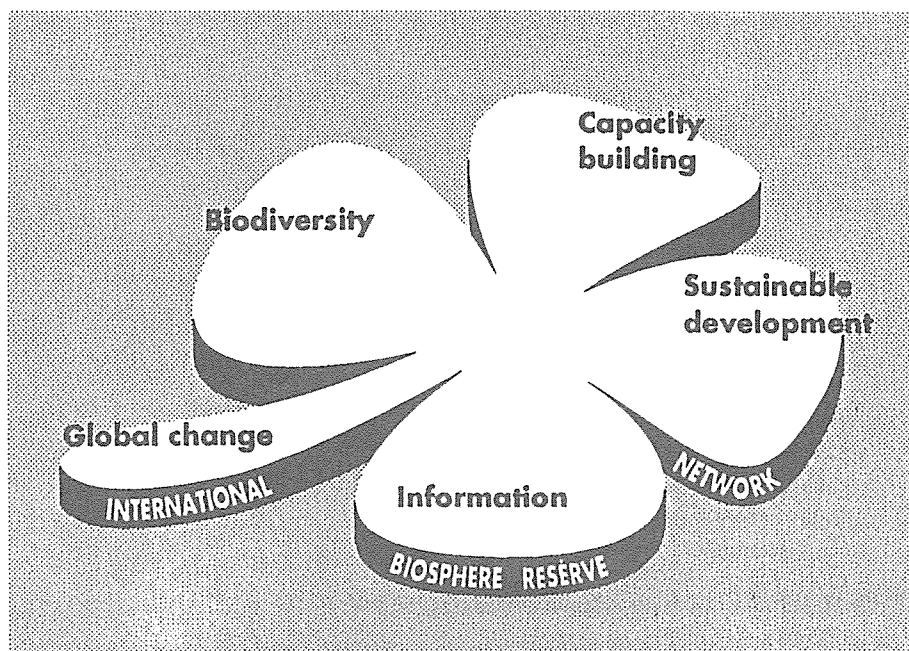 Capacity
building
Biodiversity
Sustainable
development
Global change
Information
INTERNATIONAL
BIOSPHERE RESERVE
NETWORK